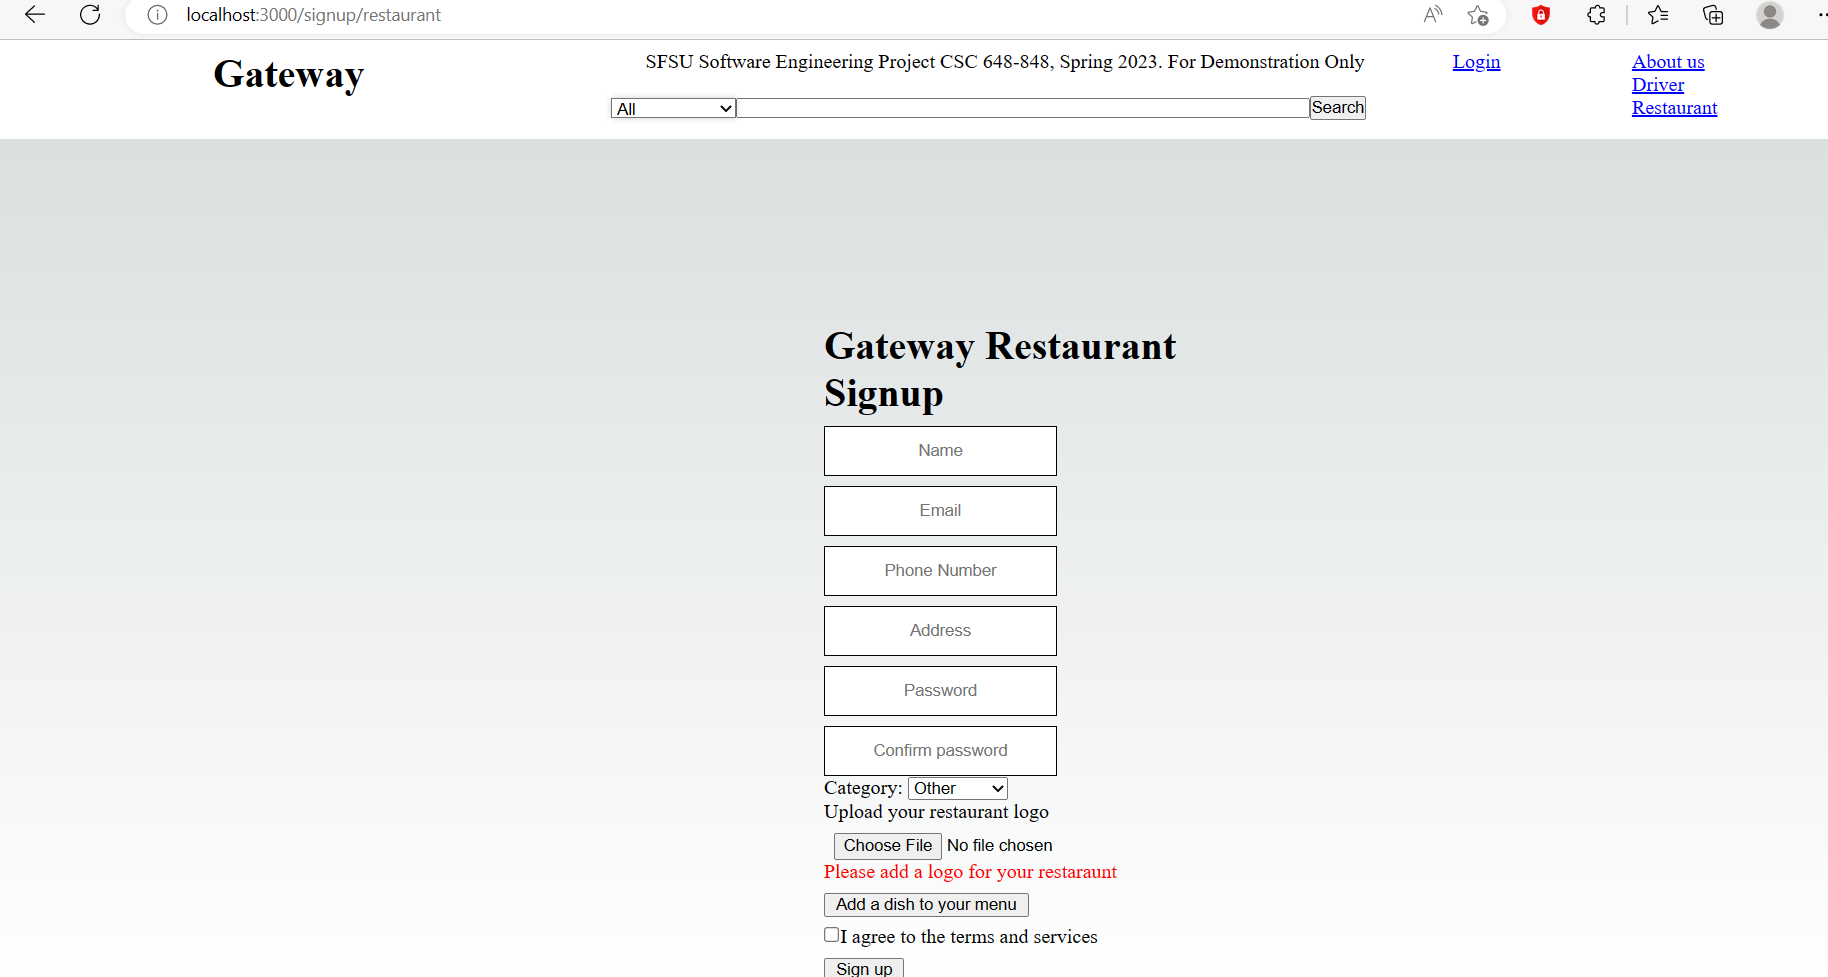 localhost:3000/signup/restaurant
Gateway
SFSU Software Engineering Project CSC 648-848, Spring 2023. For Demonstration Only
Login
About us
Driver
Restaurant
All
Search
Gateway Restaurant
Signup
Name
Email
Phone Number
Address
Password
Confirm password
Category: Other
Upload your restaurant logo
Choose File No file chosen
Please add a logo for your restaraunt
Add a dish to your menu
I agree to the terms and services
Sign up